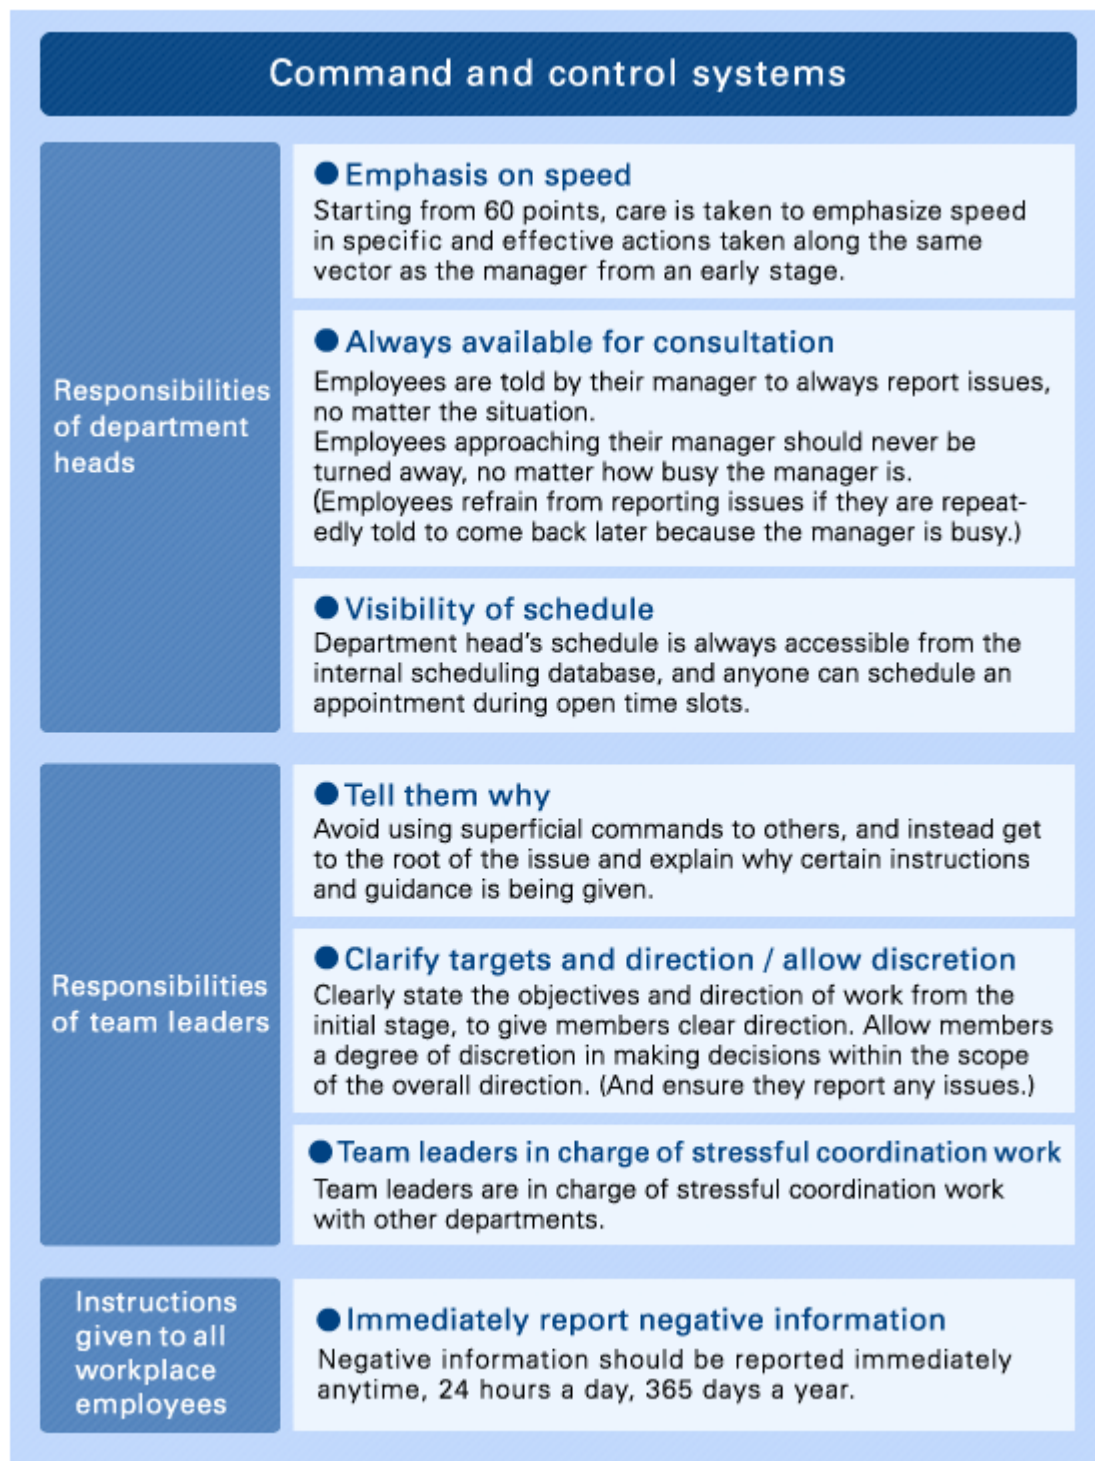 Command and control systems
Responsibilities
of department
heads
●Emphasis on speed
Starting from 60 points, care is taken to emphasize speed
in specific and effective actions taken along the same
vector as the manager from an early stage.
●Always available for consultation
Employees are told by their manager to always report issues,
no matter the situation.
Employees approaching their manager should never be
turned away, no matter how busy the manager is.
(Employees refrain from reporting issues if they are repeat-
edly told to come back later because the manager is busy.)
●Visibility of schedule
Department head's schedule is always accessible from the
internal scheduling database, and anyone can schedule an
appointment during open time slots.
Responsibilities
of team leaders
●Tell them why
Avoid using superficial commands to others, and instead get
to the root of the issue and explain why certain instructions
and guidance is being given.
●Clarify targets and direction / allow discretion
Clearly state the objectives and direction of work from the
initial stage, to give members clear direction. Allow members
a degree of discretion in making decisions within the scope
of the overall direction. (And ensure they report any issues.)
●Team leaders in charge of stressful coordination work
Team leaders are in charge of stressful coordination work
with other departments.
Instructions
given to all
workplace
employees
●Immediately report negative information
Negative information should be reported immediately
anytime, 24 hours a day, 365 days a year.